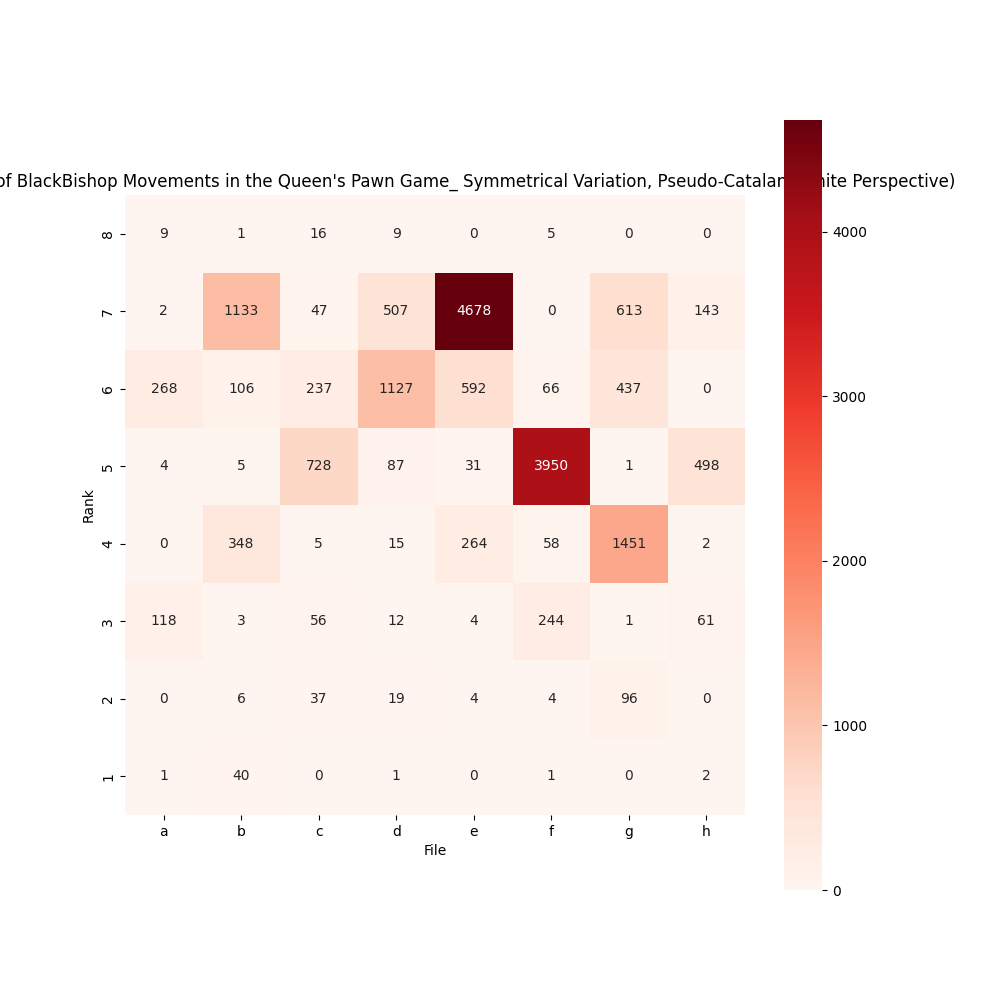 of BlackBishop Movements in the Queen's Pawn Game_ Symmetrical Variation, Pseudo-Catalan hite Perspective)
8 9 1 16 9 0 5 0 0
7 2 1133 47 507 4678 0 613 143
6 268 106 237 1127 592 66 437 0
5 4 5 728 87 31 3950 1 498
4 0 348 5 15 264 58 1451 2
3 118 3 56 12 4 244 1 61
2 0 6 37 19 4 4 96 0
1 1 40 0 1 0 1 0 2
a b c d e f g h
File
Rank
4000
3000
2000
1000
0